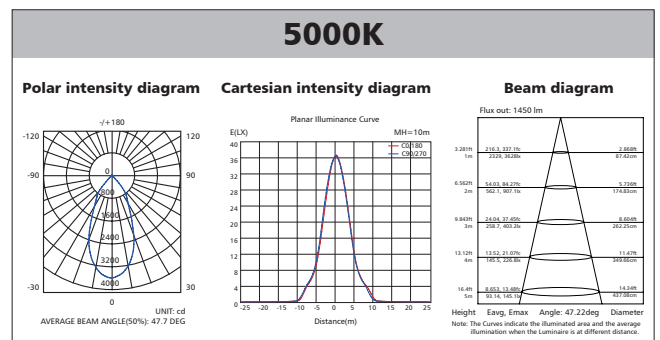 5000K
Polar intensity diagram
-/+180
-120
120
-90
90
0
800
1600
2400
3200
4000
-30
30
0
UNIT: cd
AVERAGE BEAM ANGLE(50%): 47.7 DEG
Cartesian intensity diagram
Planar Illuminance Curve
E(LX)
MH=10m
C0/180
C90/270
40
36
32
28
24
20
16
12
8
4
0
-25 -20 -15 -10 -5 0 5 10 15 20 25
Distance(m)
Beam diagram
Flux out: 1450 lm
3.281ft 216.3, 337.1fc 2.868ft
1m 2329, 3628lx 87.42cm
6.562ft 54.03, 84.27fc 5.736ft
2m 562.1, 907.1lx 174.83cm
9.843ft 24.04, 37.45fc 8.604ft
3m 258.7, 403.2lx 262.25cm
13.12ft 13.52, 21.07fc 11.47ft
4m 145.5, 226.8lx 349.66cm
16.4ft 8.653, 13.48fc 14.34ft
5m 93.14, 145.1lx 437.08cm
Height Eavg, Emax Angle: 47.22deg Diameter
Note: The Curves indicate the illuminated area and the average
illumination when the Luminaire is at different distance.